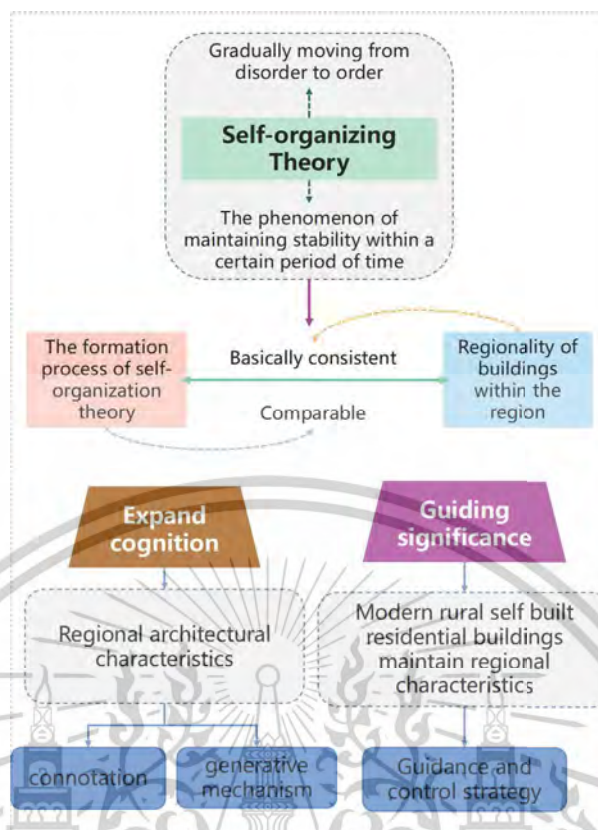 Gradually moving from
disorder to order
Self-organizing
Theory
The phenomenon of
maintaining stability within a
certain period of time
The formation
process of self-
organization
theory
Basically consistent
Comparable
Regionality of
buildings
within the
region
Expand
cognition
Guiding
significance
Regional architectural
characteristics
Modern rural self built
residential buildings
maintain regional
characteristics
connotation
generative
mechanism
Guidance and
control strategy